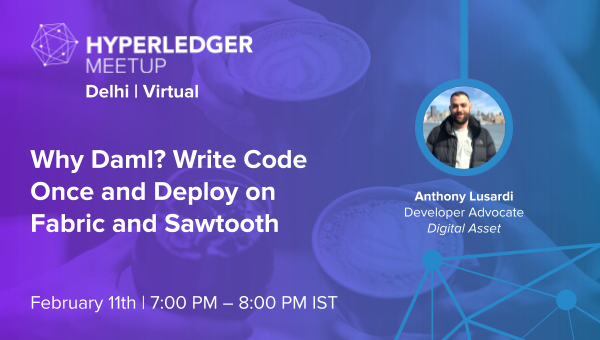 HYPERLEDGER
MEETUP
Delhi | Virtual
Why Daml? Write Code
Once and Deploy on
Fabric and Sawtooth
February 11th | 7:00 PM – 8:00 PM IST
Anthony Lusardi
Developer Advocate
Digital Asset